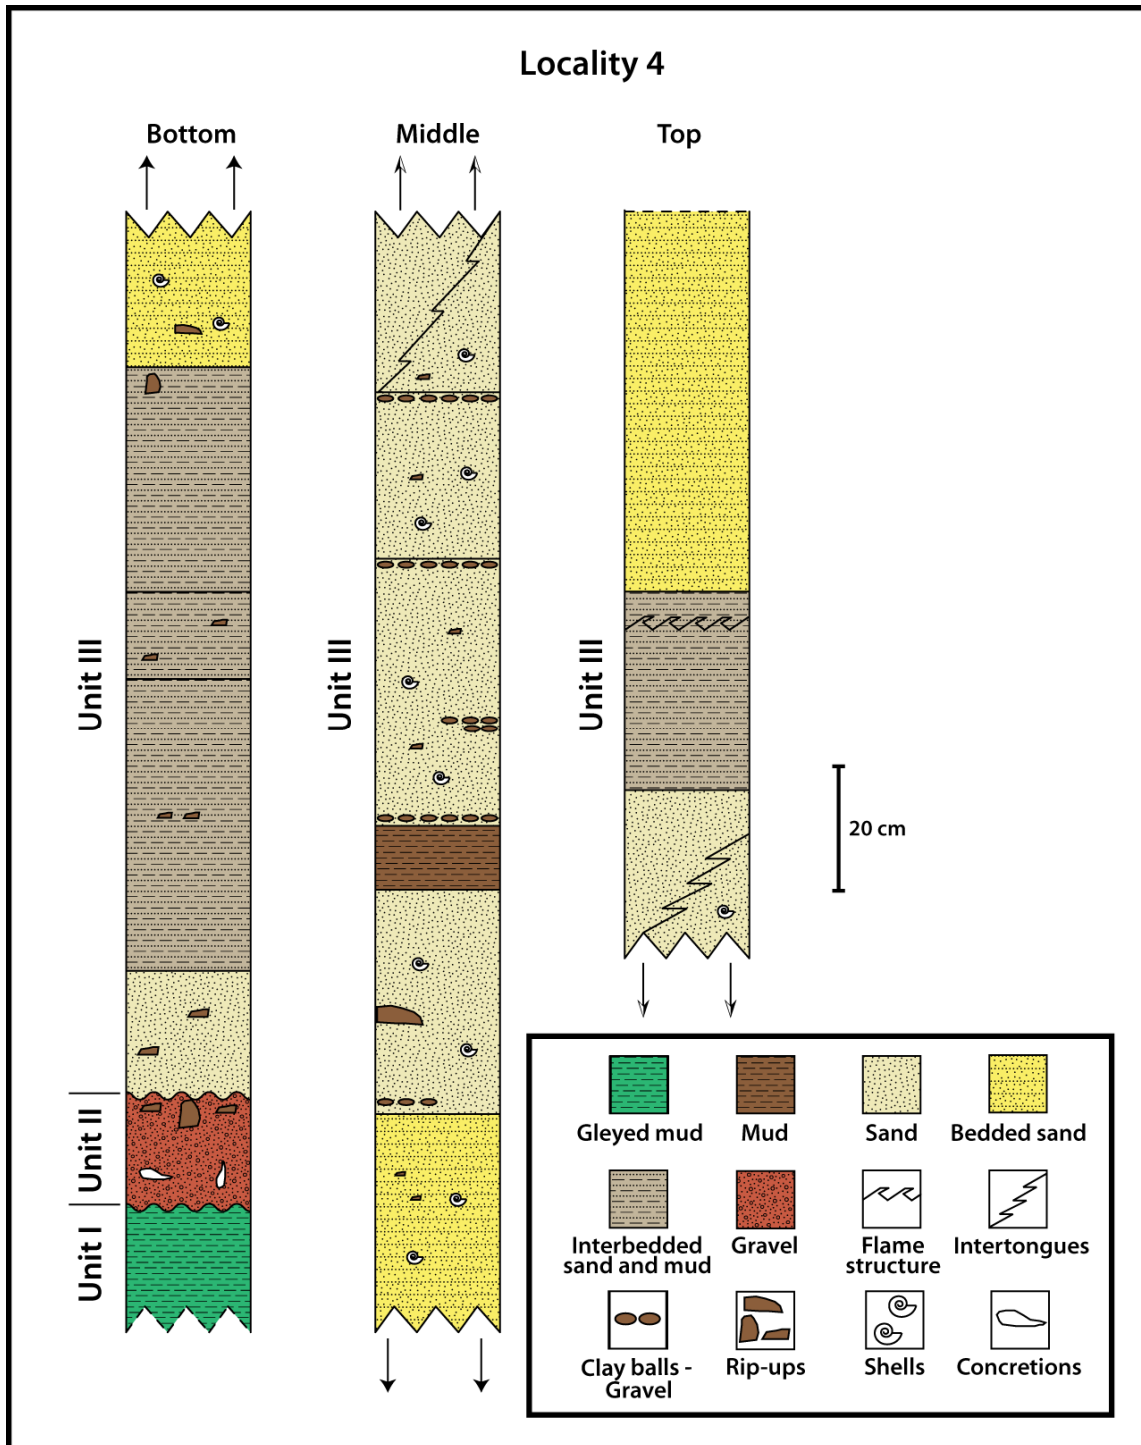 Locality 4
Bottom
Middle
Top
Unit III
Unit II
Unit I
Unit III
Unit III
20 cm
Gleyed mud
Mud
Sand
Bedded sand
Interbedded
sand and mud
Gravel
Flame
structure
Intertongues
Clay balls -
Gravel
Rip-ups
Shells
Concretions